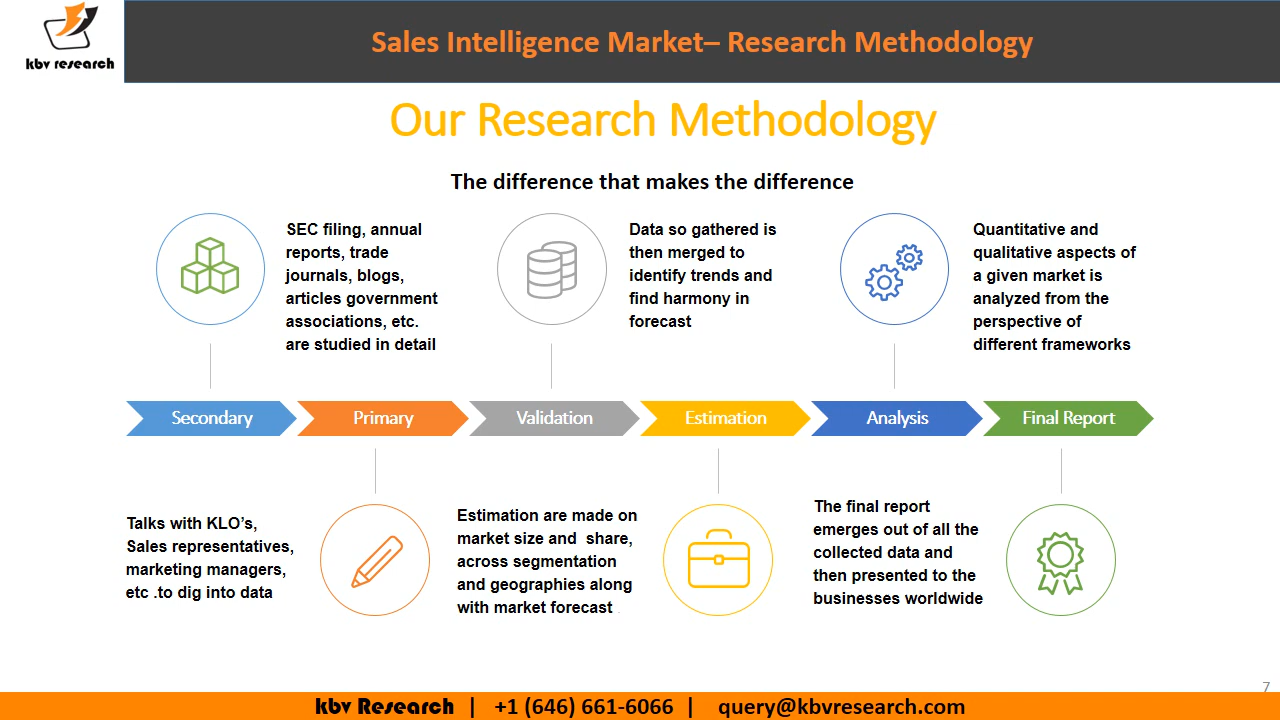 kbv research
Sales Intelligence Market– Research Methodology
Our Research Methodology
The difference that makes the difference
SEC filing, annual
reports, trade
journals, blogs,
articles government
associations, etc.
are studied in detail
Data so gathered is
then merged to
identify trends and
find harmony in
forecast
Quantitative and
qualitative aspects of
a given market is
analyzed from the
perspective of
different frameworks
Secondary
Primary
Validation
Estimation
Analysis
Final Report
Talks with KLO’s,
Sales representatives,
marketing managers,
etc .to dig into data
Estimation are made on
market size and  share,
across segmentation
and geographies along
with market forecast
The final report
emerges out of all the
collected data and
then presented to the
businesses worldwide
7
kbv Research | +1 (646) 661-6066 | query@kbvresearch.com